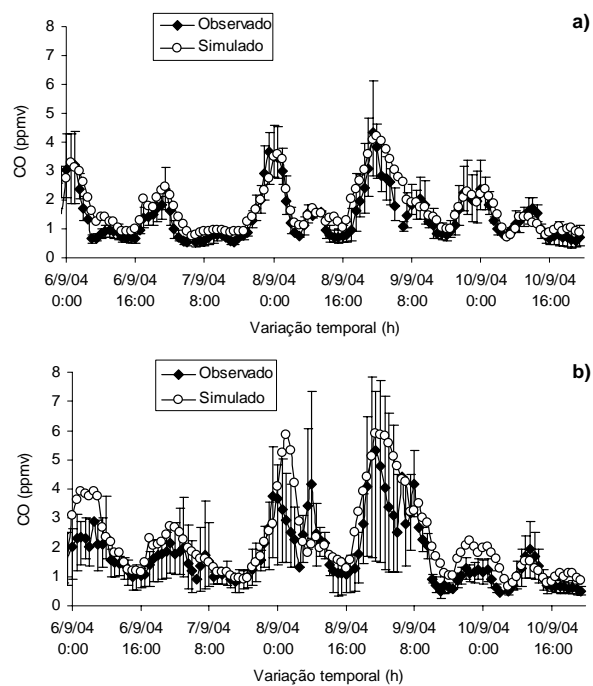 a)
Observado
Simulado
8
7
6
5
4
3
2
1
0
CO (ppmv)
6/9/04 6/9/04 7/9/04 8/9/04 8/9/04 9/9/04 10/9/04 10/9/04
0:00 16:00 8:00 0:00 16:00 8:00 0:00 16:00
Variação temporal (h)
b)
Observado
Simulado
8
7
6
5
4
3
2
1
0
CO (ppmv)
6/9/04 6/9/04 7/9/04 8/9/04 8/9/04 9/9/04 10/9/04 10/9/04
0:00 16:00 8:00 0:00 16:00 8:00 0:00 16:00
Variação temporal (h)